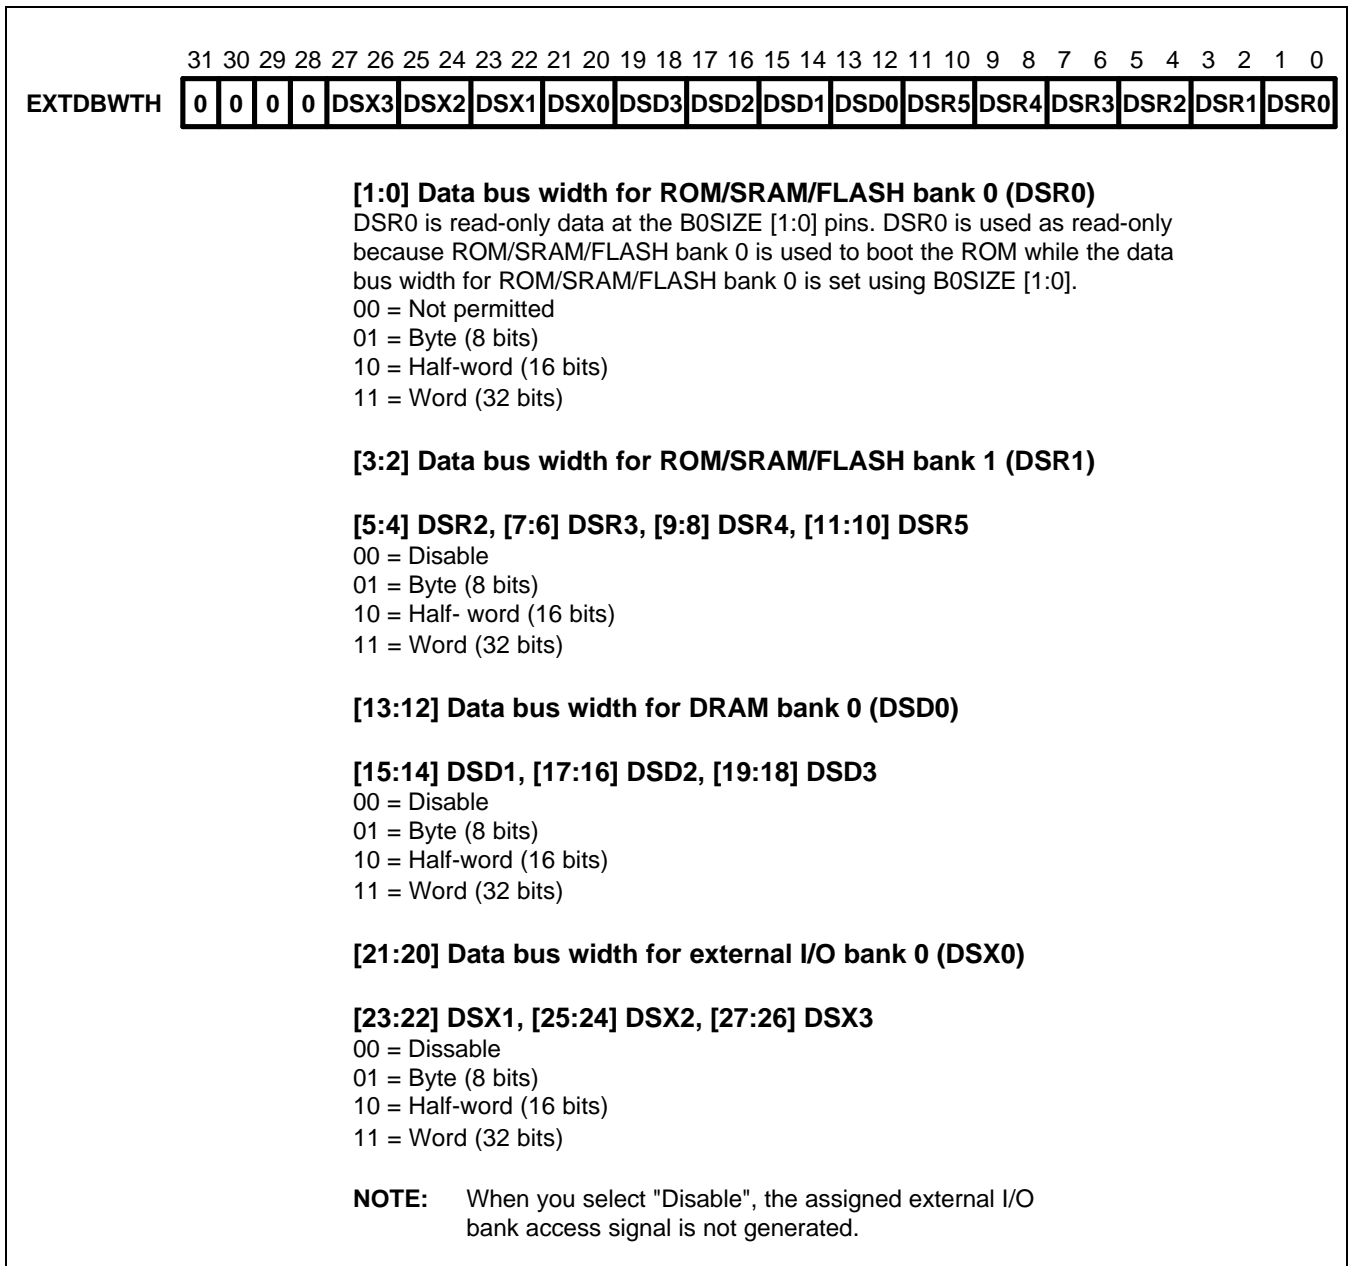 31 30 29 28 27 26 25 24 23 22 21 20 19 18 17 16 15 14 13 12 11 10 9 8 7 6 5 4 3 2 1 0
EXTDBWTH 0 0 0 0 DSX3 DSX2 DSX1 DSX0 DSD3 DSD2 DSD1 DSD0 DSR5 DSR4 DSR3 DSR2 DSR1 DSR0
[1:0] Data bus width for ROM/SRAM/FLASH bank 0 (DSR0)
DSR0 is read-only data at the B0SIZE [1:0] pins. DSR0 is used as read-only
because ROM/SRAM/FLASH bank 0 is used to boot the ROM while the data
bus width for ROM/SRAM/FLASH bank 0 is set using B0SIZE [1:0].
00 = Not permitted
01 = Byte (8 bits)
10 = Half-word (16 bits)
11 = Word (32 bits)
[3:2] Data bus width for ROM/SRAM/FLASH bank 1 (DSR1)
[5:4] DSR2, [7:6] DSR3, [9:8] DSR4, [11:10] DSR5
00 = Disable
01 = Byte (8 bits)
10 = Half- word (16 bits)
11 = Word (32 bits)
[13:12] Data bus width for DRAM bank 0 (DSD0)
[15:14] DSD1, [17:16] DSD2, [19:18] DSD3
00 = Disable
01 = Byte (8 bits)
10 = Half-word (16 bits)
11 = Word (32 bits)
[21:20] Data bus width for external I/O bank 0 (DSX0)
[23:22] DSX1, [25:24] DSX2, [27:26] DSX3
00 = Dissable
01 = Byte (8 bits)
10 = Half-word (16 bits)
11 = Word (32 bits)
NOTE: When you select "Disable", the assigned external I/O
bank access signal is not generated.